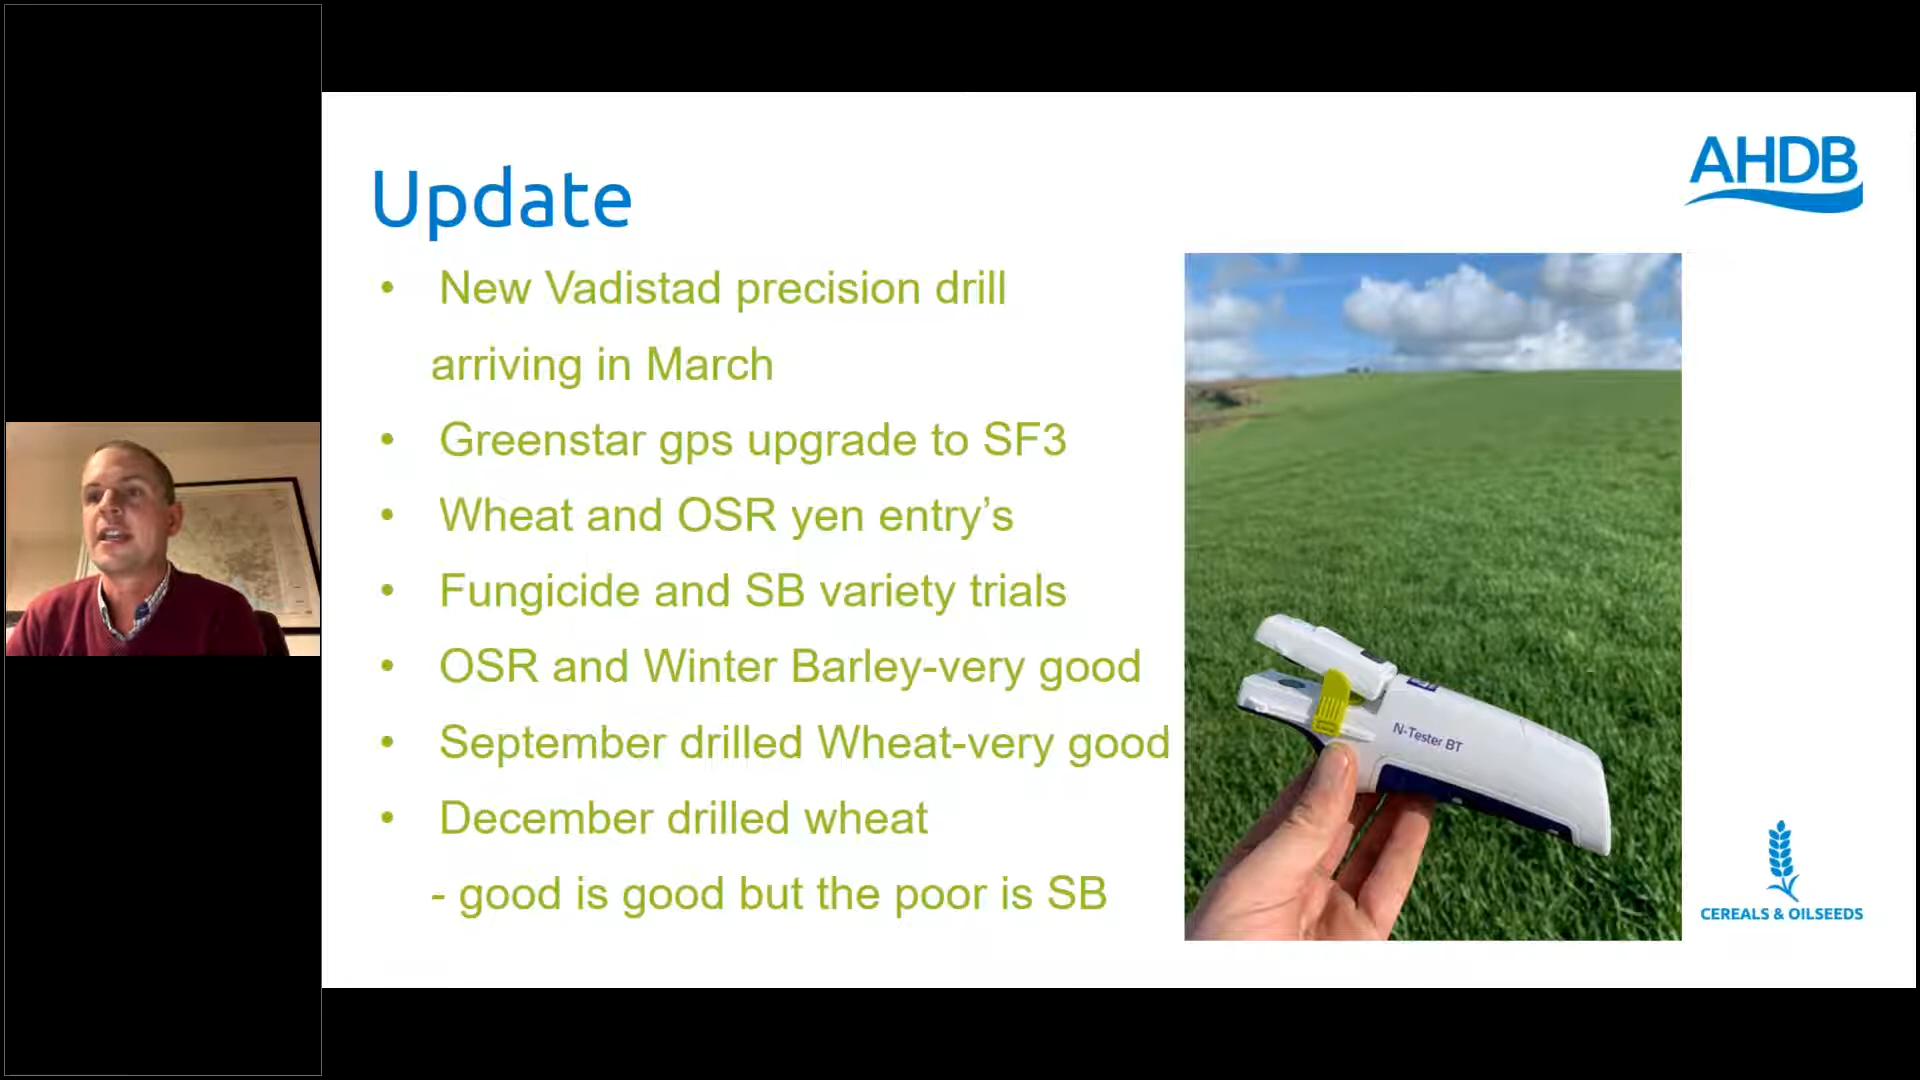 AHDB
Update
• New Vadistad precision drill
arriving in March
• Greenstar gps upgrade to SF3
• Wheat and OSR yen entry’s
• Fungicide and SB variety trials
• OSR and Winter Barley-very good
• September drilled Wheat-very good
• December drilled wheat
- good is good but the poor is SB
N-Tester BT
CEREALS & OILSEEDS